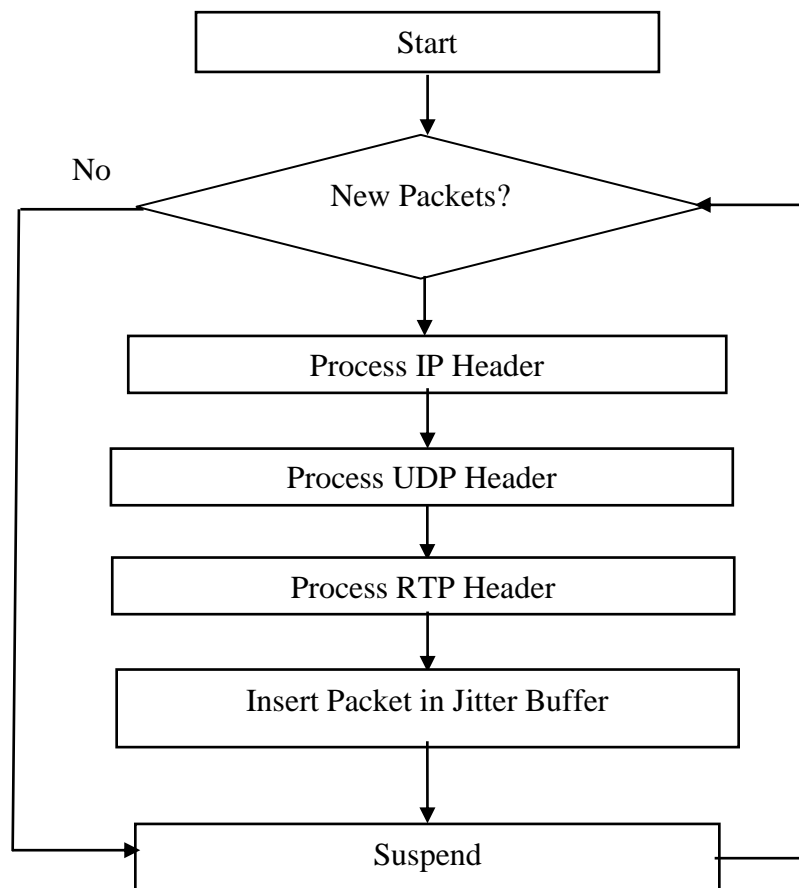 Start
No
New Packets?
Process IP Header
Process UDP Header
Process RTP Header
Insert Packet in Jitter Buffer
Suspend